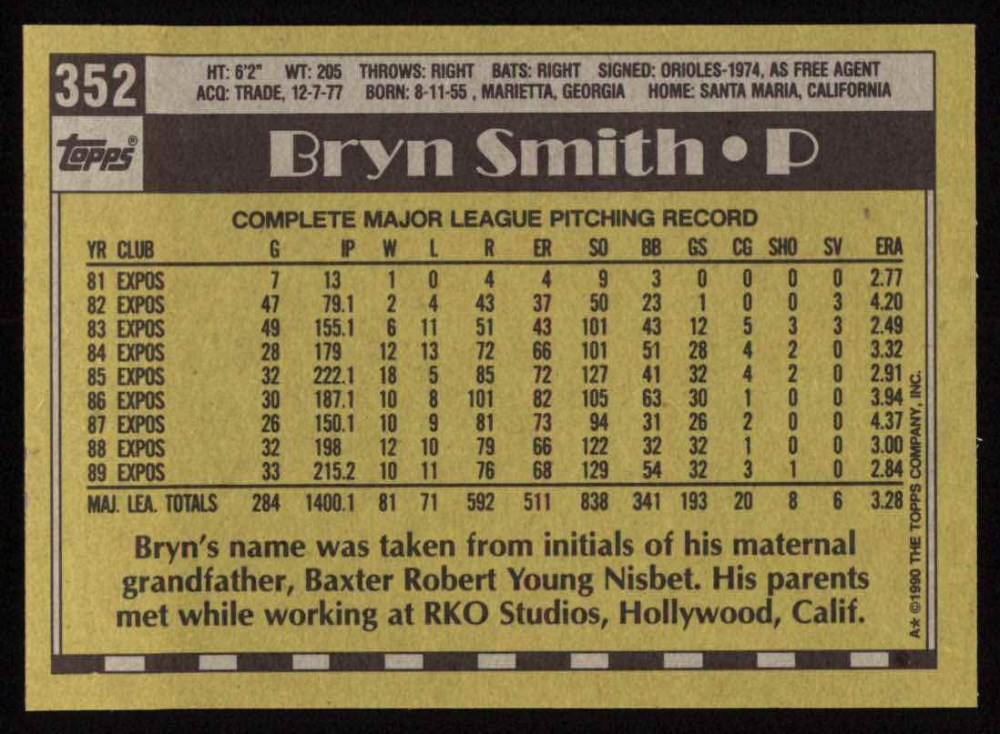 352
HT: 6'2" WT: 205 THROWS: RIGHT BATS: RIGHT SIGNED: ORIOLES-1974, AS FREE AGENT
ACQ: TRADE, 12-7-77 BORN: 8-11-55 , MARIETTA, GEORGIA HOME: SANTA MARIA, CALIFORNIA
topps®
Bryn Smith • P
COMPLETE MAJOR LEAGUE PITCHING RECORD
YR CLUB G IP W L R ER SO BB GS CG SHO SV ERA
81 EXPOS 7 13 1 0 4 4 9 3 0 0 0 0 2.77
82 EXPOS 47 79.1 2 4 43 37 50 23 1 0 0 3 4.20
83 EXPOS 49 155.1 6 11 51 43 101 43 12 5 3 3 2.49
84 EXPOS 28 179 12 13 72 66 101 51 28 4 2 0 3.32
85 EXPOS 32 222.1 18 5 85 72 127 41 32 4 2 0 2.91
86 EXPOS 30 187.1 10 8 101 82 105 63 30 1 0 0 3.94
87 EXPOS 26 150.1 10 9 81 73 94 31 26 2 0 0 4.37
88 EXPOS 32 198 12 10 79 66 122 32 32 1 0 0 3.00
89 EXPOS 33 215.2 10 11 76 68 129 54 32 3 1 0 2.84
MAJ. LEA. TOTALS 284 1400.1 81 71 592 511 838 341 193 20 8 6 3.28
Bryn's name was taken from initials of his maternal
grandfather, Baxter Robert Young Nisbet. His parents
met while working at RKO Studios, Hollywood, Calif.
A* ©1990 THE TOPPS COMPANY, INC.